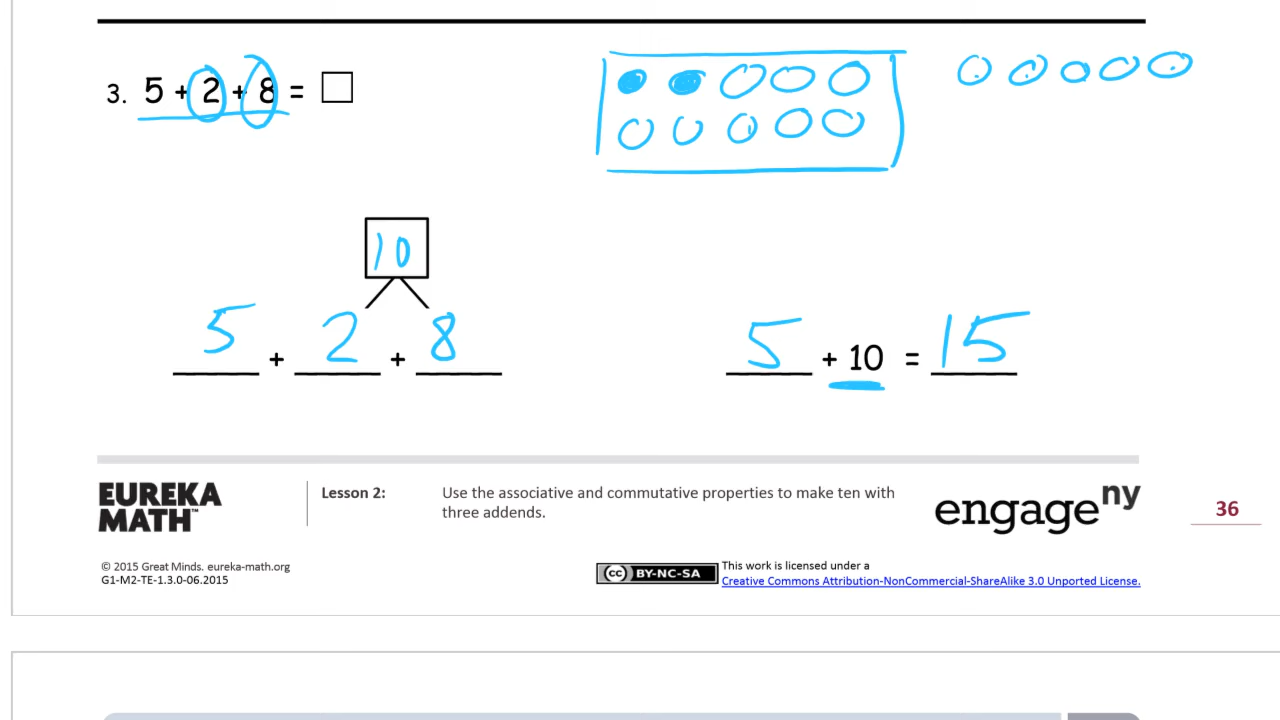 3. 5 + 2 + 8 = □
10
5 + 2 + 8
5 + 10 = 15
EUREKA MATH™
Lesson 2:
Use the associative and commutative properties to make ten with
three addends.
engage ny
36
© 2015 Great Minds. eureka-math.org
G1-M2-TE-1.3.0-06.2015
cc BY-NC-SA
This work is licensed under a
Creative Commons Attribution-NonCommercial-ShareAlike 3.0 Unported License.